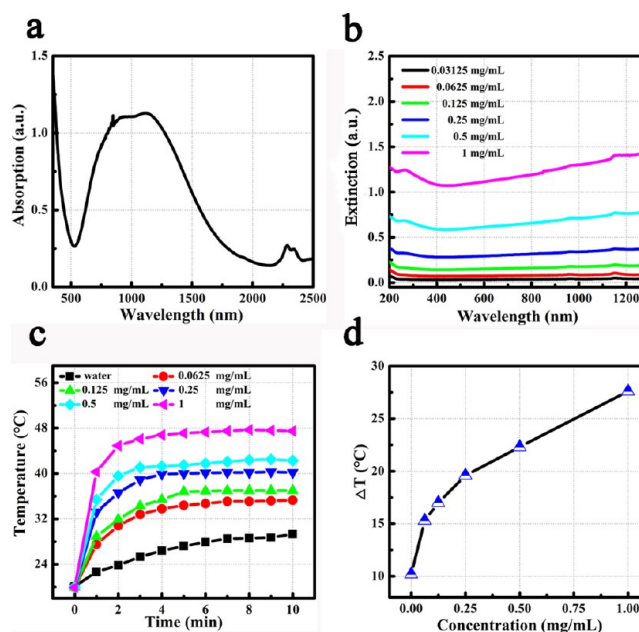 a
1.5
1.0
0.5
0.0
Absorption (a.u.)
500 1000 1500 2000 2500
Wavelength (nm)
b
2.5
2.0
1.5
1.0
0.5
0.0
Extinction (a.u.)
0.03125 mg/mL
0.0625 mg/mL
0.125 mg/mL
0.25 mg/mL
0.5 mg/mL
1 mg/mL
200 400 600 800 1000 1200
Wavelength (nm)
c
water 0.0625 mg/mL
0.125 mg/mL 0.25 mg/mL
0.5 mg/mL 1 mg/mL
56
48
40
32
24
Temperature (°C)
0 2 4 6 8 10
Time (min)
d
30
25
20
15
10
△T (°C)
0.00 0.25 0.50 0.75 1.00
Concentration (mg/mL)